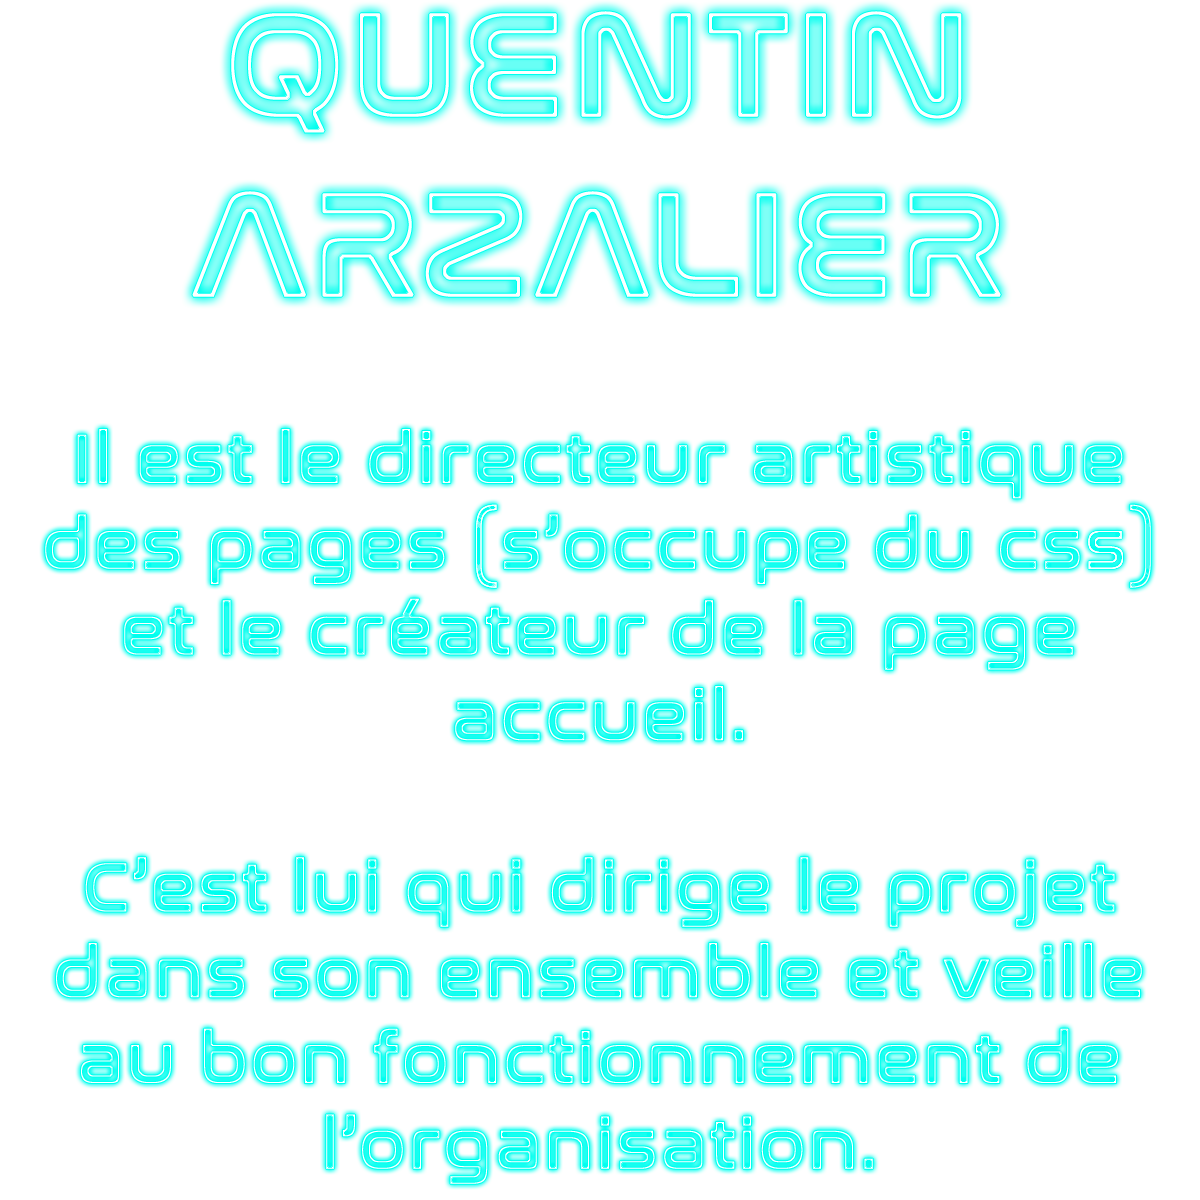 QUENTIN
ARZALIER
Il est le directeur artistique
des pages (s'occupe du css)
et le créateur de la page
accueil.
C'est lui qui dirige le projet
dans son ensemble et veille
au bon fonctionnement de
l'organisation.